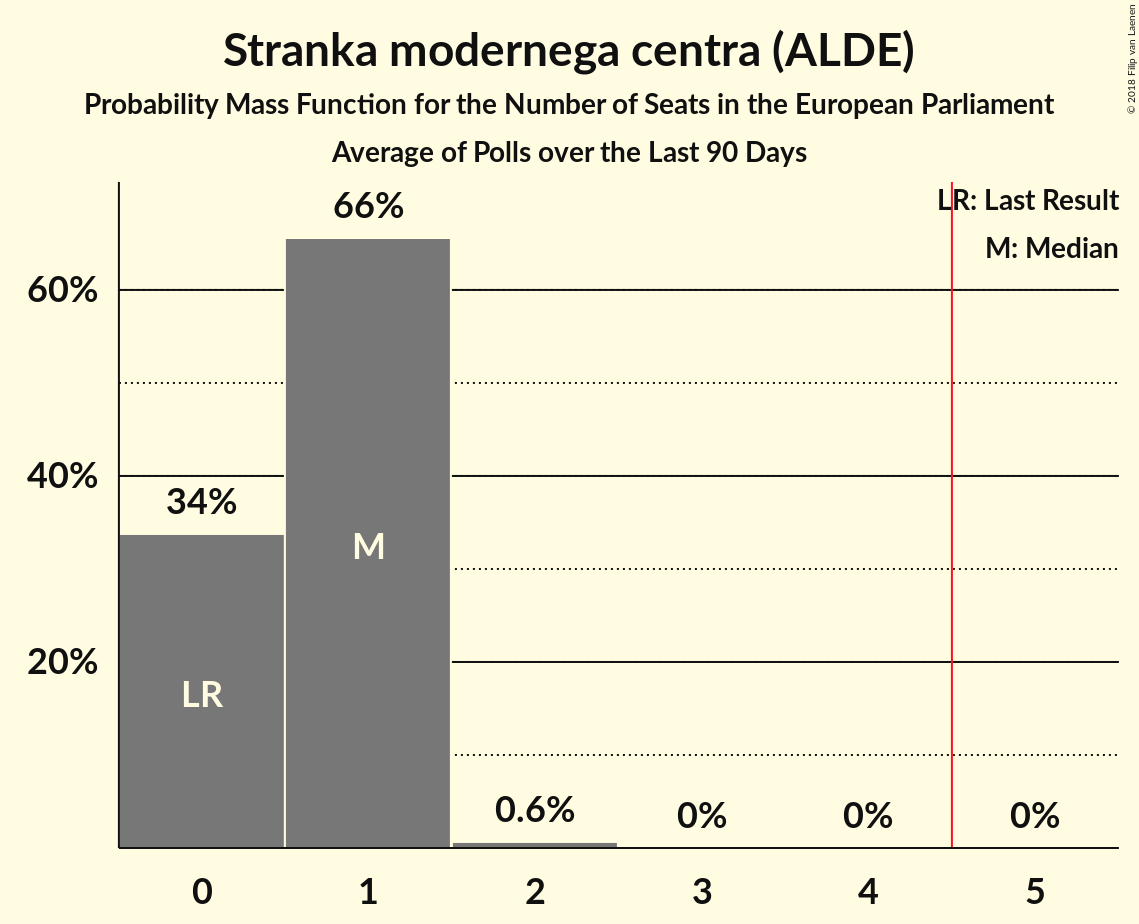 Stranka modernega centra (ALDE)
Probability Mass Function for the Number of Seats in the European Parliament
Average of Polls over the Last 90 Days
© 2018 Filip van Laenen
LR: Last Result
M: Median
66%
60%
40%
34%
M
20%
LR
0.6%
0%
0%
0%
0
1
2
3
4
5